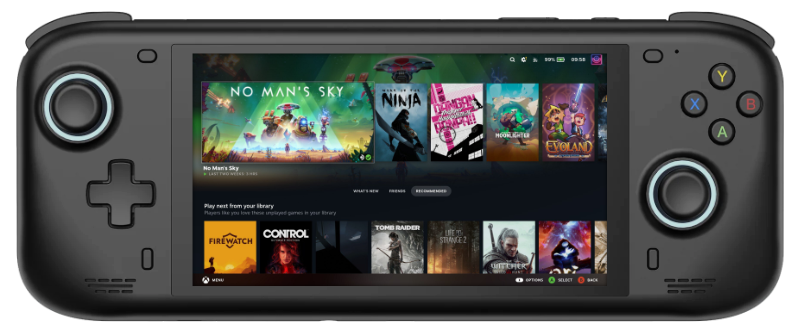 99% 09:58
NO MAN'S SKY
NINJA
MOONLIGHTER
EVOLAND
No Man's Sky
LAST TWO WEEKS:
WHAT'S NEW FRIENDS RECOMMENDED
Play next from your library
Players like you love these unplayed games in your library
FIREWATCH
CONTROL
TOMB RAIDER
LIFE IS
STRANGE 2
MENU
OPTIONS A SELECT B BACK
Y
X
B
A